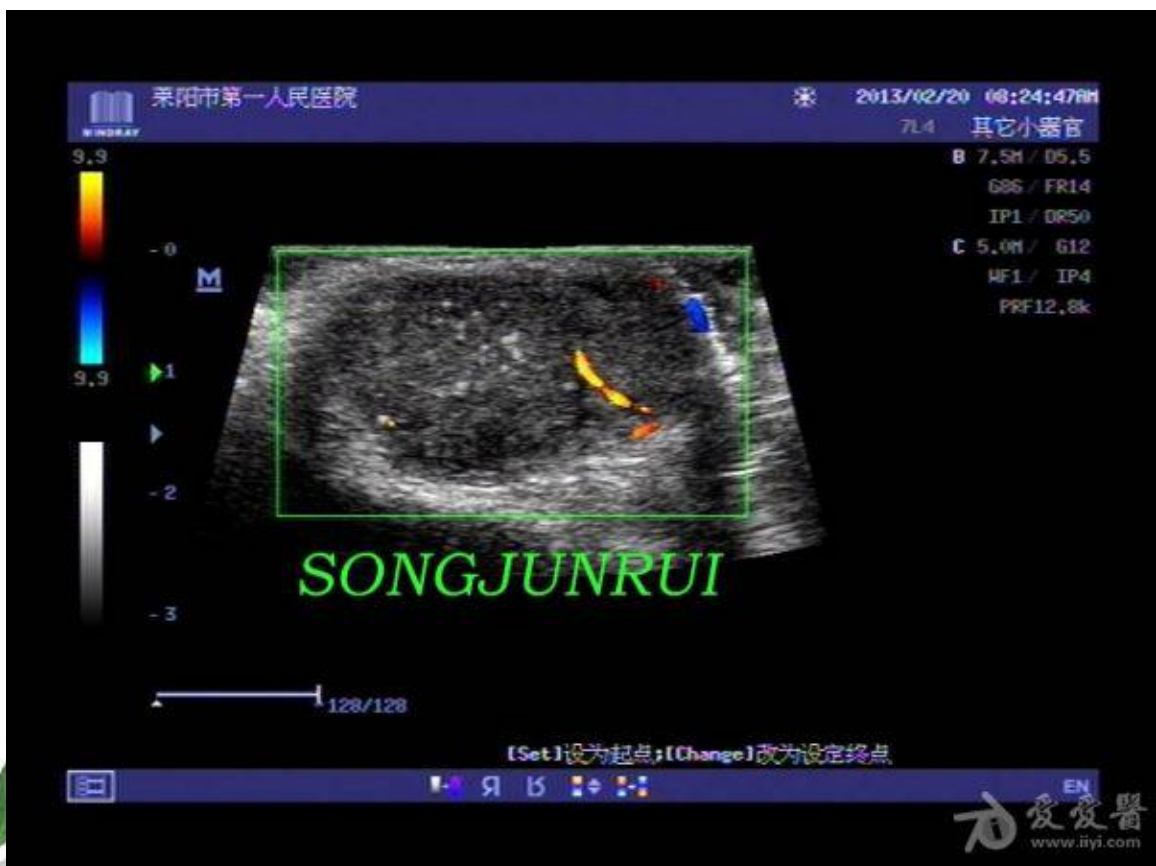 莱阳市第一人民医院
2013/02/20 08:24:47AM
MINDRAY
7L4 其它小器官
9.9
B 7.5M / D5.5
G86 / FR14
IP1 / DR50
0
C 5.0M / G12
M
WF1 / IP4
PRF12.8k
1
9.9
2
SONGJUNRUI
3
128/128
[Set]设为起点;[Change]改为设定终点
R R
EN
爱爱醫
www.iiyi.com